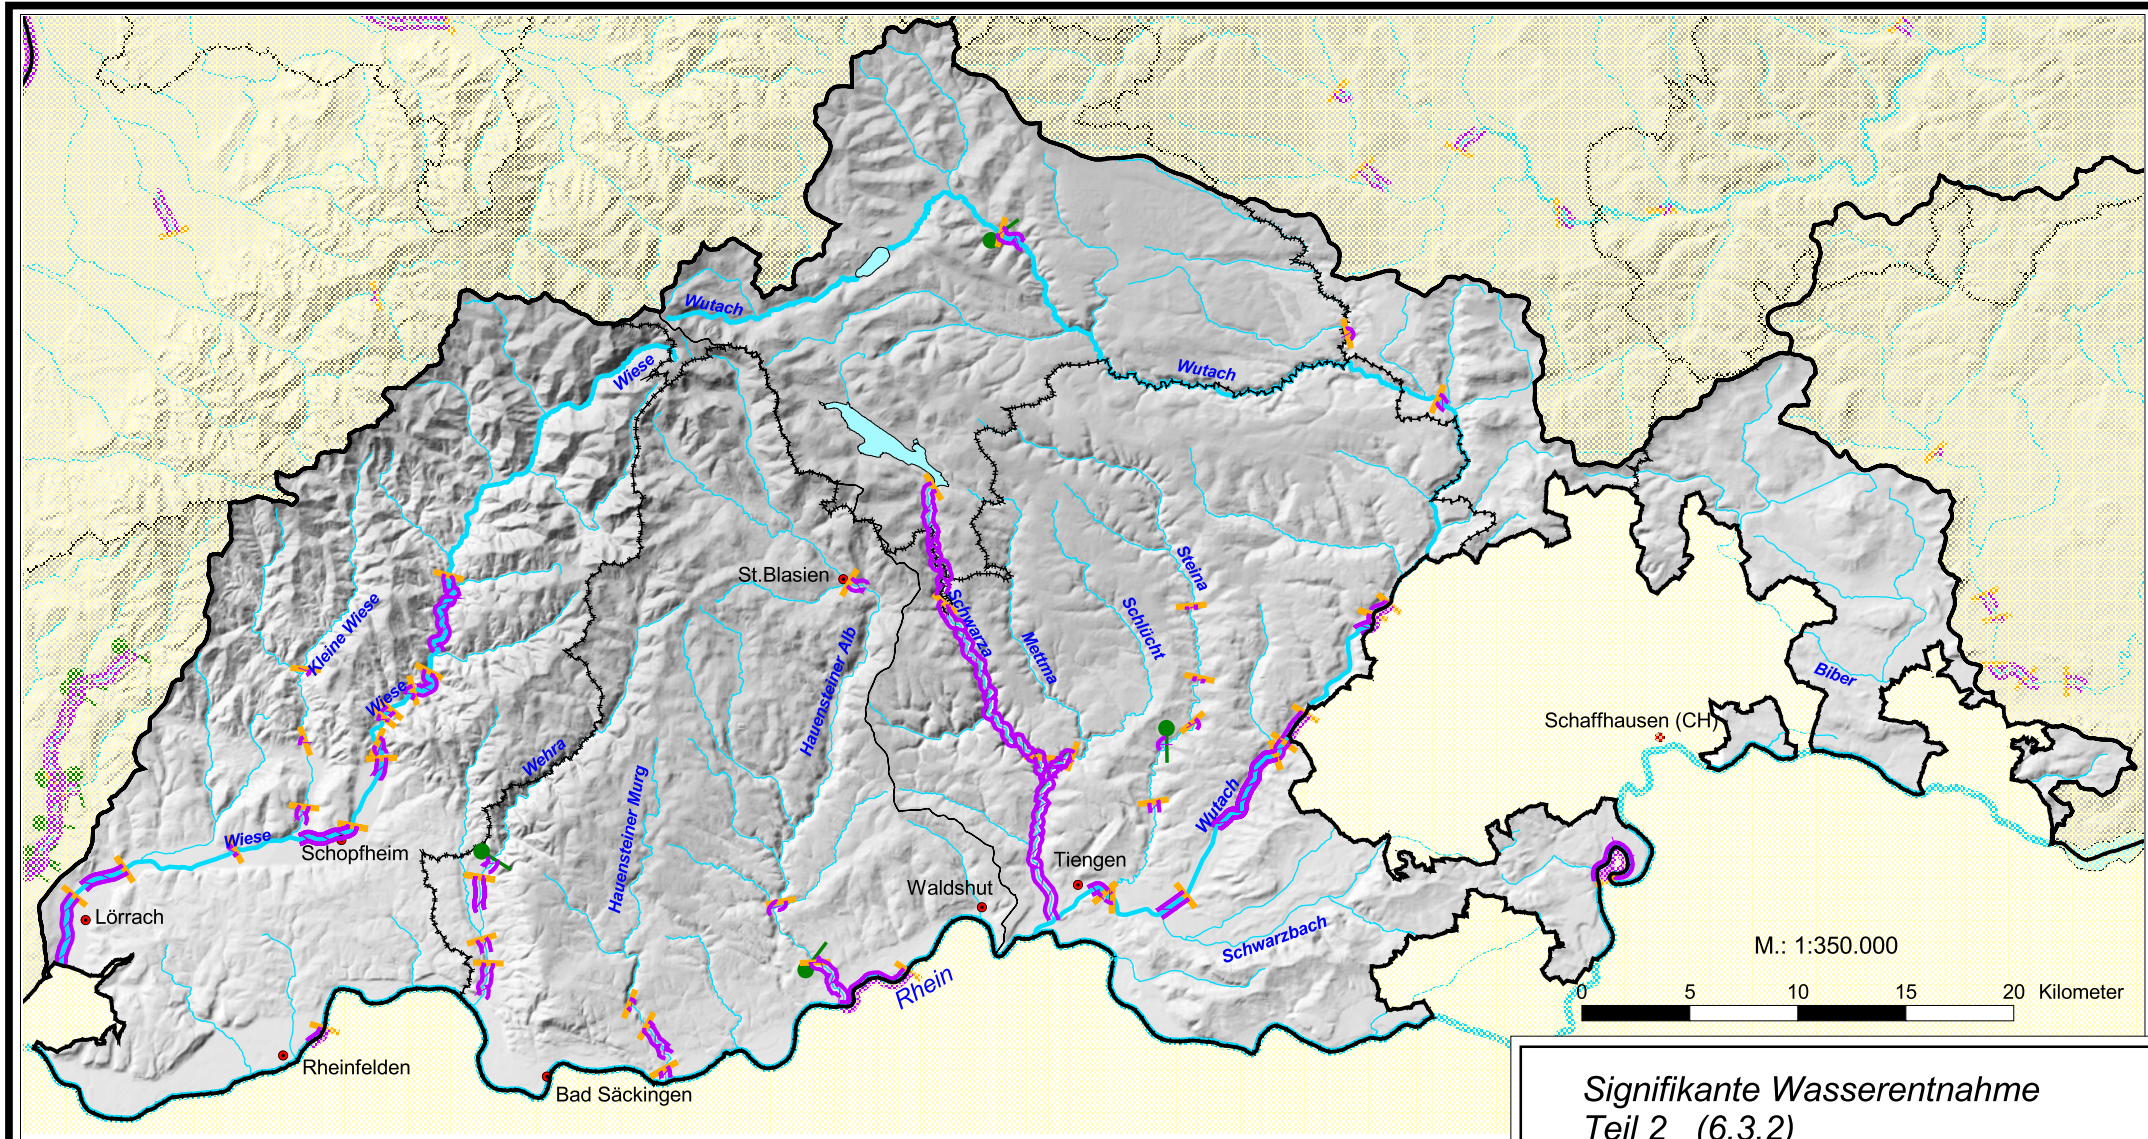 Wutach
Wiese
Wutach
Steina
St.Blasien
Schwarza
Schlücht
Kleine Wiese
Mettma
Hauensteiner Alb
Biber
Wiese
Schaffhausen (CH)
Wehra
Hauensteiner Murg
Wutach
Wiese
Schopfheim
Tiengen
Waldshut
Lörrach
Schwarzbach
M.: 1:350.000
Rhein
0 5 10 15 20 Kilometer
Rheinfelden
Bad Säckingen
Signifikante Wasserentnahme
Teil 2 (6.3.2)